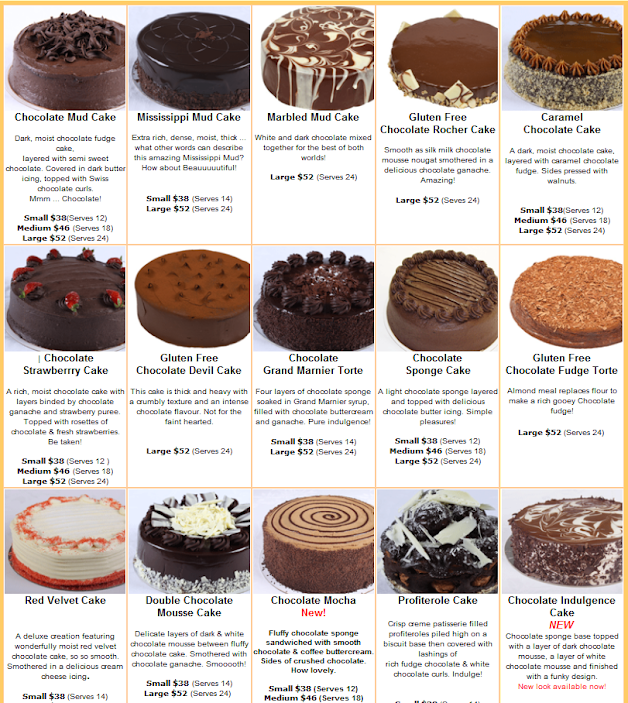 Chocolate Mud Cake
Dark, moist chocolate fudge
cake,
layered with semi sweet
chocolate. Covered in dark butter
icing, topped with Swiss
chocolate curls.
Mmm ... Chocolate!
Small $38(Serves 12)
Medium $46 (Serves 18)
Large $52 (Serves 24)
Mississippi Mud Cake
Extra rich, dense, moist, thick ...
what other words can describe
this amazing Mississippi Mud?
How about Beauuuuutiful!
Small $38 (Serves 14)
Large $52 (Serves 24)
Marbled Mud Cake
White and dark chocolate mixed
together for the best of both
worlds!
Large $52 (Serves 24)
Gluten Free
Chocolate Rocher Cake
Smooth as silk milk chocolate
mousse nougat smothered in a
delicious chocolate ganache.
Amazing!
Large $52 (Seves 24)
Caramel
Chocolate Cake
A dark, moist chocolate cake,
layered with caramel chocolate
fudge. Sides pressed with
walnuts.
Small $38(Serves 12)
Medium $46 (Serves 18)
Large $52 (Serves 24)
| Chocolate
Strawberrry Cake
A rich, moist chocolate cake with
layers binded by chocolate
ganache and strawberry puree.
Topped with rosettes of
chocolate & fresh strawberries.
Be taken!
Small $38 (Serves 12 )
Medium $46 (Serves 18)
Large $52 (Serves 24)
Gluten Free
Chocolate Devil Cake
This cake is thick and heavy with
a crumbly texture and an intense
chocolate flavour. Not for the
faint hearted.
Large $52 (Serves 24)
Chocolate
Grand Marnier Torte
Four layers of chocolate sponge
soaked in Grand Marnier syrup,
filled with chocolate buttercream
and ganache. Pure indulgence!
Small $38 (Serves 14)
Large $52 (Serves 24)
Chocolate
Sponge Cake
A light chocolate sponge layered
and topped with delicious
chocolate butter icing. Simple
pleasures!
Small $38 (Serves 12)
Medium $46 (Serves 18)
Large $52 (Serves 24)
Gluten Free
Chocolate Fudge Torte
Almond meal replaces flour to
make a rich gooey Chocolate
fudge!
Large $52 (Serves 24)
Red Velvet Cake
A deluxe creation featuring
wonderfully moist red velvet
chocolate cake, so so smooth.
Smothered in a delicious cream
cheese icing.
Small $38 (Serves 14)
Double Chocolate
Mousse Cake
Delicate layers of dark & white
chocolate mousse between fluffy
chocolate cake. Smothered with
chocolate ganache. Smooooth!
Small $38 (Serves 14)
Large $52 (Serves 24)
Chocolate Mocha
New!
Fluffy chocolate sponge
sandwiched with smooth
chocolate & coffee buttercream.
Sides of crushed chocolate.
How lovely.
Small $38 (Serves 12)
Medium $46 (Serves 18)
Profiterole Cake
Crisp creme patisserie filled
profiteroles piled high on a
biscuit base then covered with
lashings of
rich fudge chocolate & white
chocolate curls. Indulge!
Chocolate Indulgence
Cake
NEW
Chocolate sponge base topped
with a layer of dark chocolate
mousse, a layer of white
chocolate mousse and finished
with a funky design.
New look available now!